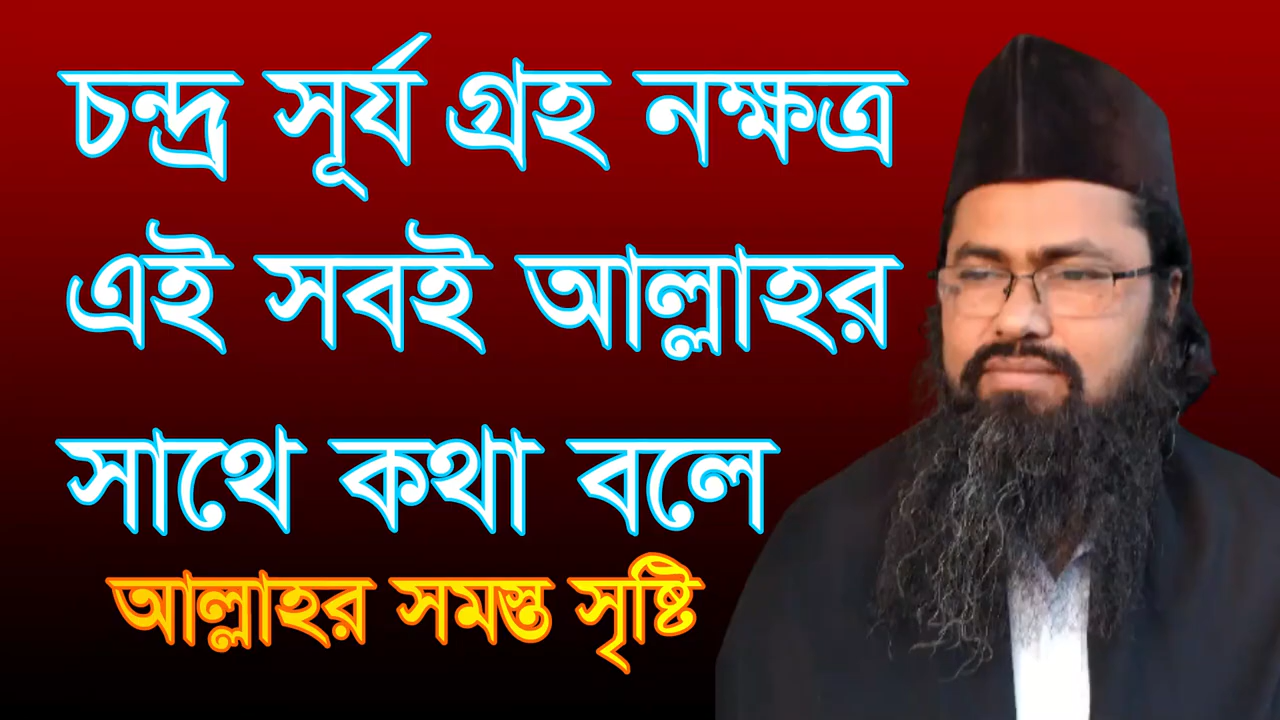 চন্দ্র সূর্য গ্রহ নক্ষত্র
এই সবই আল্লাহর
সাথে কথা বলে
আল্লাহর সমস্ত সৃষ্টি